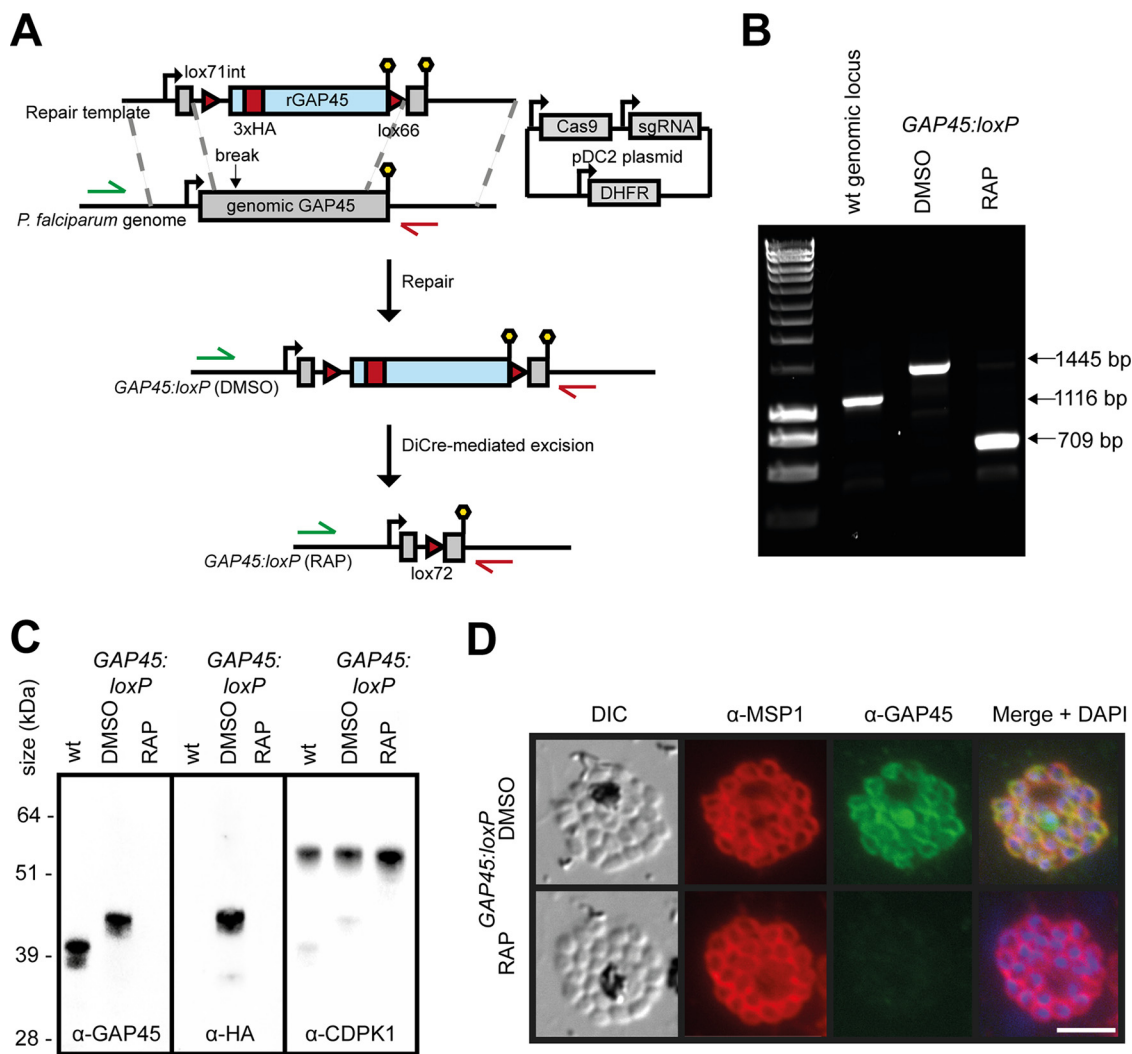 A
lox71int
Repair template
rGAP45
3xHA
lox66
break
genomic GAP45
P. falciparum genome
Cas9
sgRNA
pDC2 plasmid
DHFR
Repair
GAP45:loxP (DMSO)
DiCre-mediated excision
GAP45:loxP (RAP)
lox72
B
wt genomic locus
GAP45:loxP
DMSO
RAP
1445 bp
1116 bp
709 bp
C
size (kDa)
GAP45:
loxP
GAP45:
loxP
GAP45:
loxP
wt
DMSO
RAP
wt
DMSO
RAP
wt
DMSO
RAP
64 -
51 -
39 -
28 -
α-GAP45
α-HA
α-CDPK1
D
DIC
α-MSP1
α-GAP45
Merge + DAPI
GAP45:loxP
DMSO
RAP